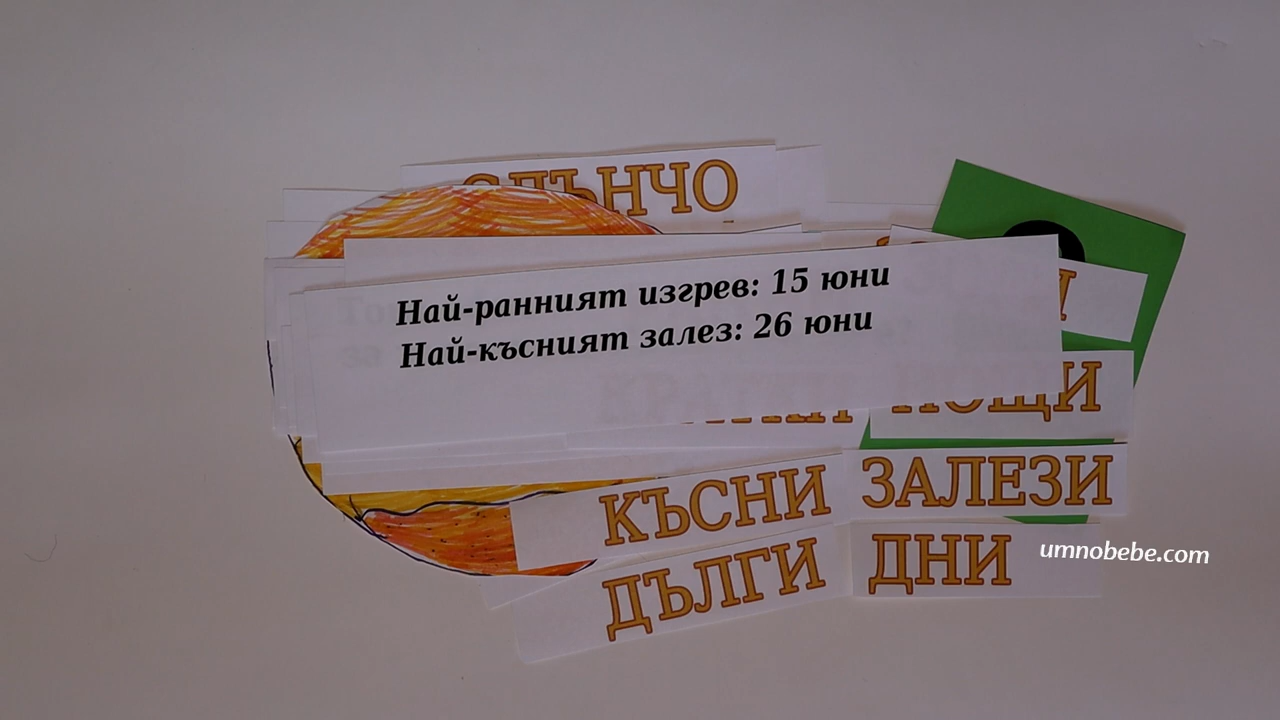 СЛЪНЧО
Най-ранният изгрев: 15 юни
Най-късният залез: 26 юни
НОЩИ
КЪСНИ ЗАЛЕЗИ
ДЪЛГИ ДНИ
umnobebe.com